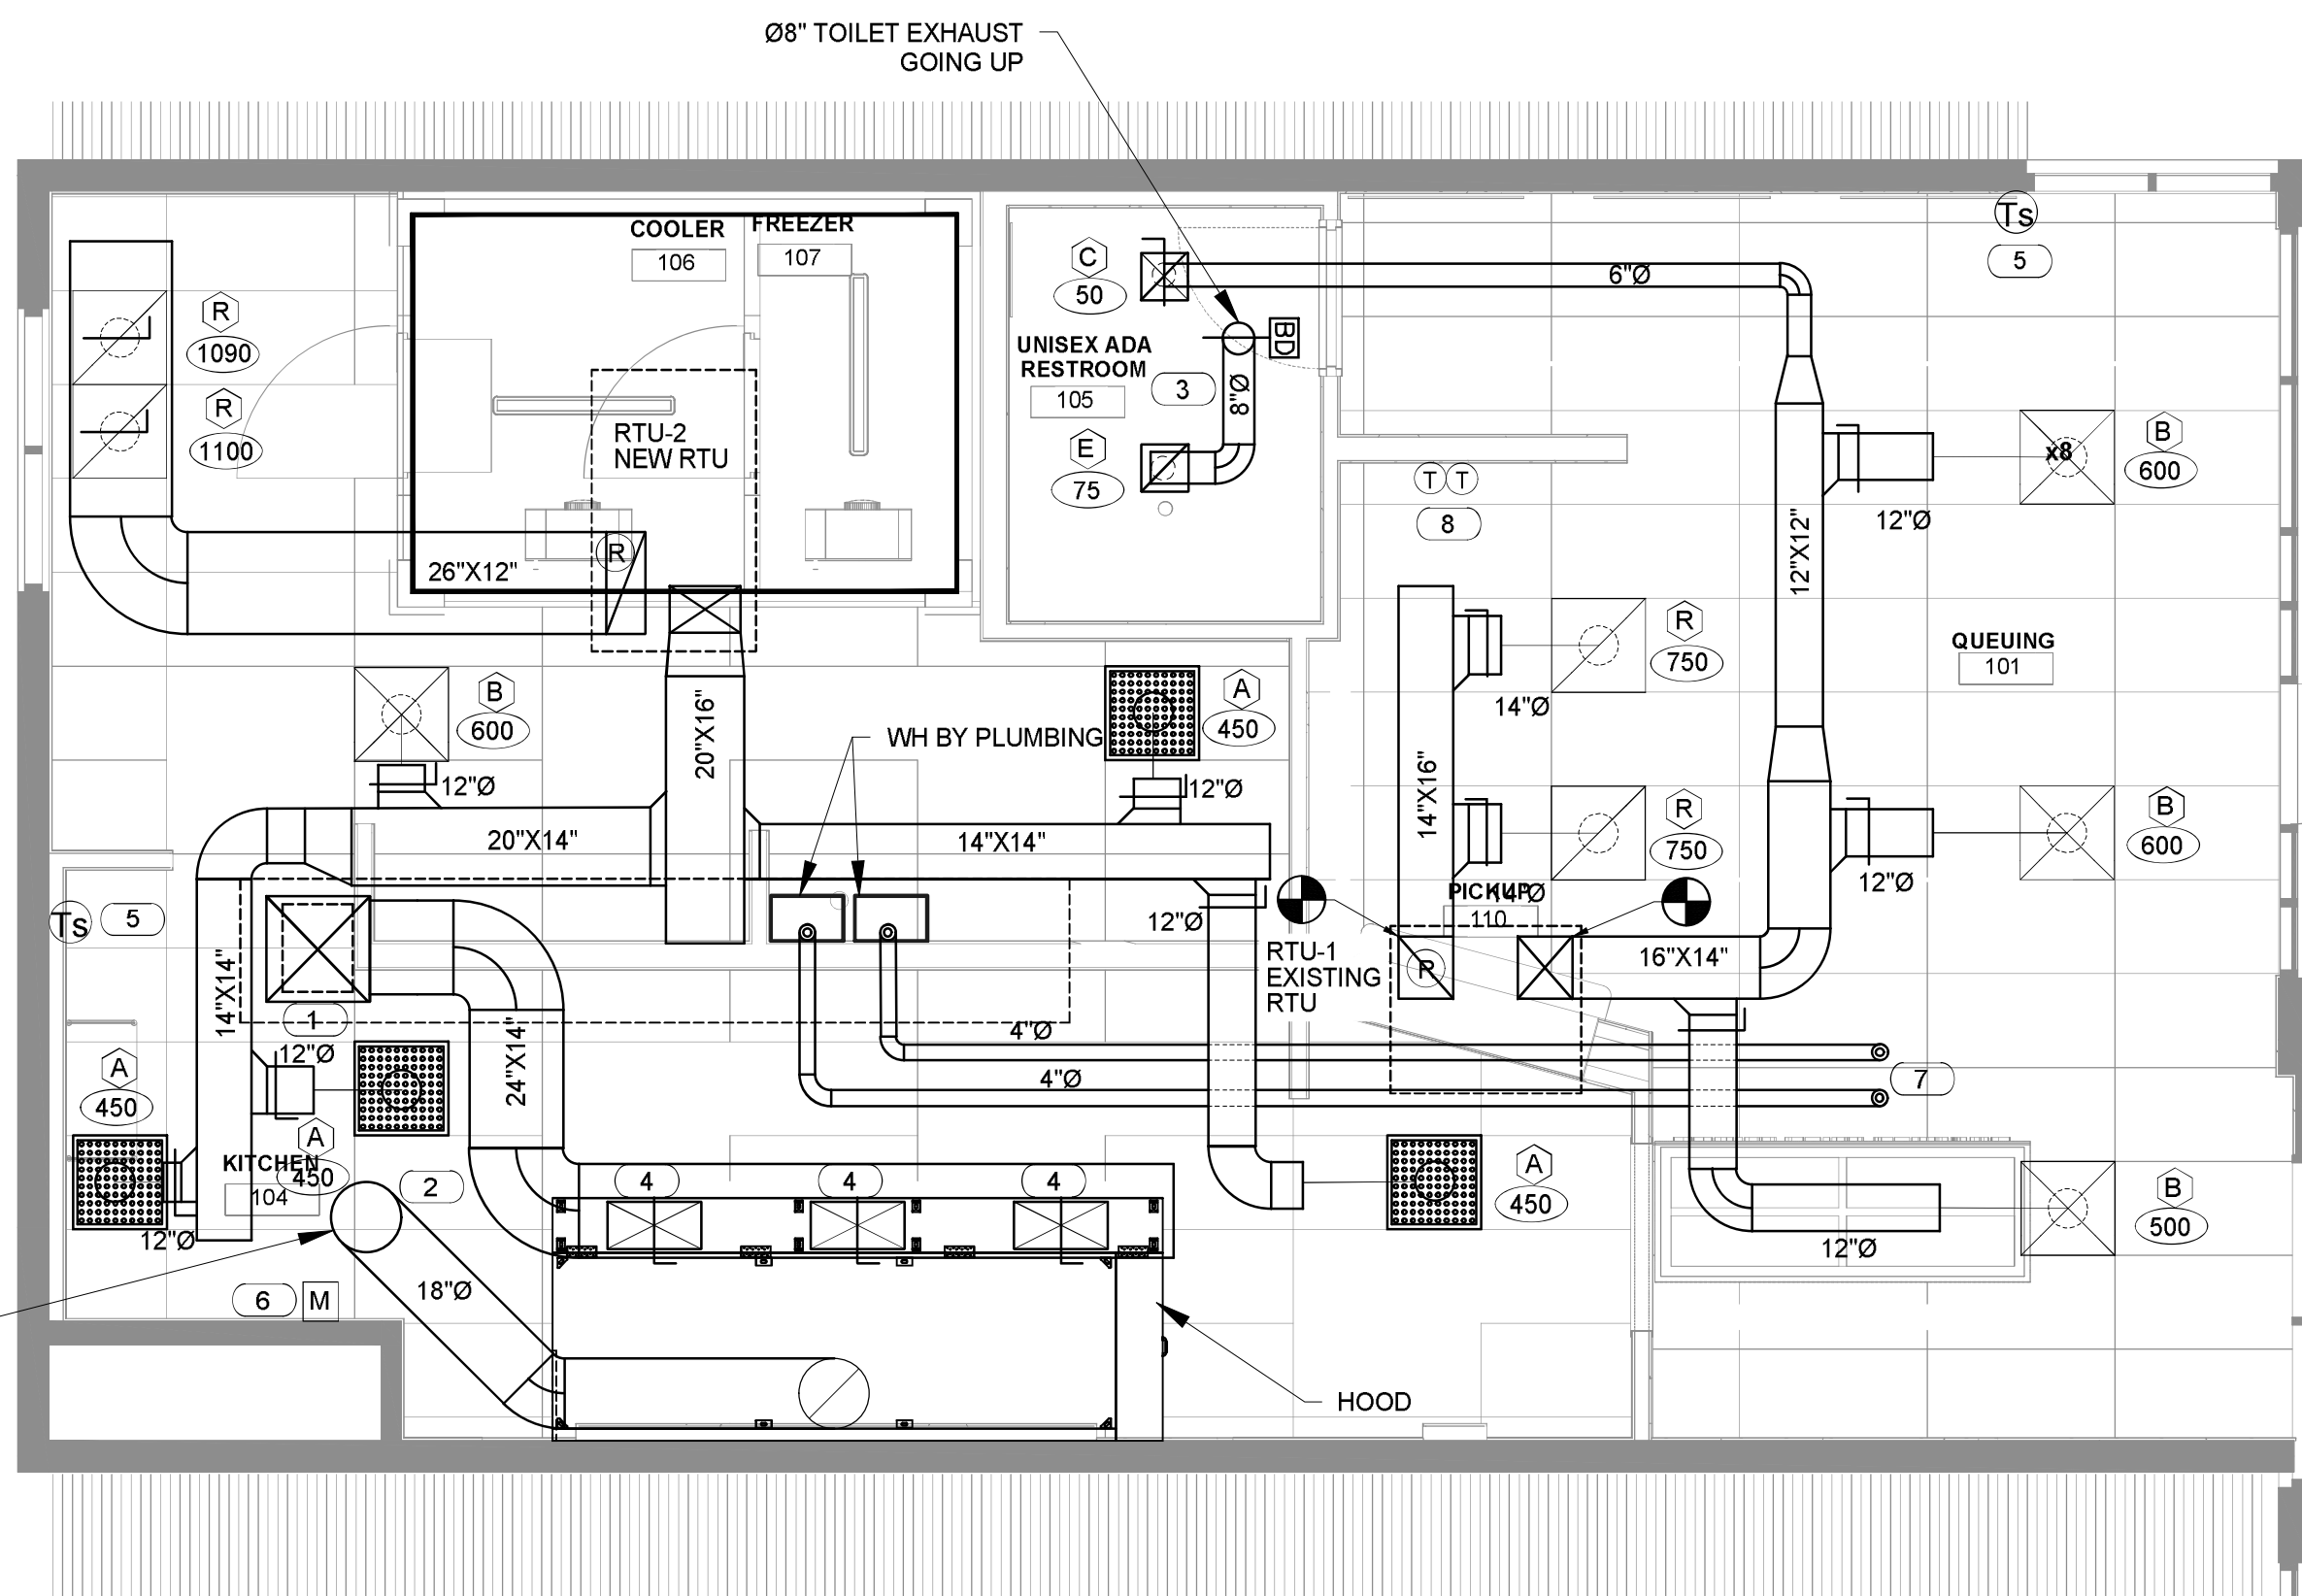 Ø8" TOILET EXHAUST
GOING UP
Ts
5
COOLER
106
FREEZER
107
C
50
6"Ø
R
1090
BD
UNISEX ADA
RESTROOM
105
3
8"Ø
R
1100
RTU-2
NEW RTU
E
75
T T
8
x8
B
600
12"Ø
12"X12"
R
26"X12"
R
750
14"Ø
QUEUING
101
B
600
12"Ø
20"X16"
WH BY PLUMBING
A
450
12"Ø
14"X16"
R
750
14"Ø
B
600
12"Ø
20"X14"
14"X14"
PICKUP
110
Ts
5
12"Ø
RTU-1
EXISTING
RTU
R
16"X14"
14"X14"
1
12"Ø
24"X14"
4"Ø
4"Ø
7
A
450
A
450
KITCHEN
104
12"Ø
2
4
4
4
A
450
B
500
12"Ø
6
M
18"Ø
HOOD